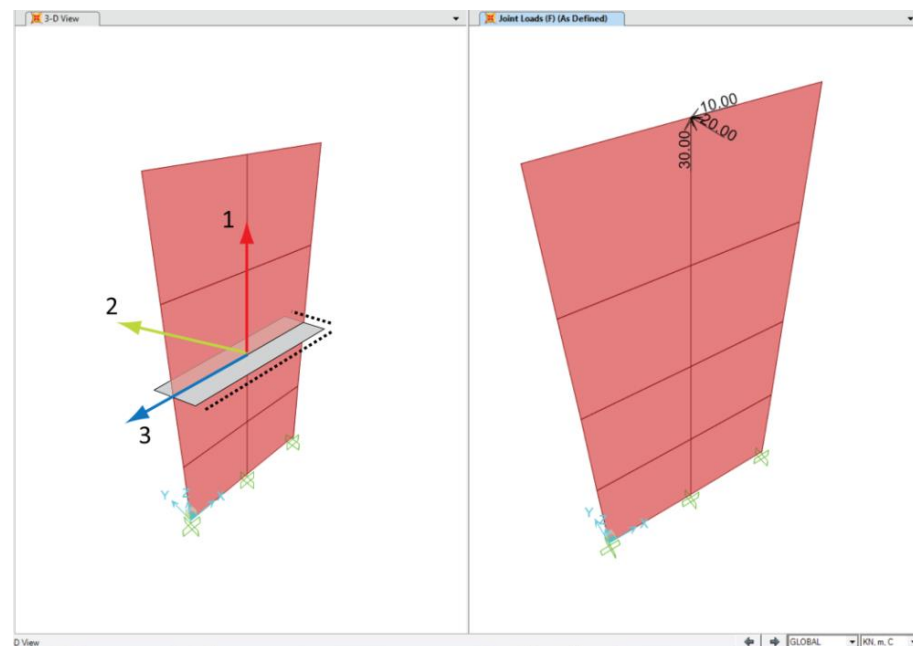 3-D View
Joint Loads (F) (As Defined)
1
2
3
Y
Z
X
10.00
20.00
30.00
Y
Z
X
D View
GLOBAL
KN, m, C